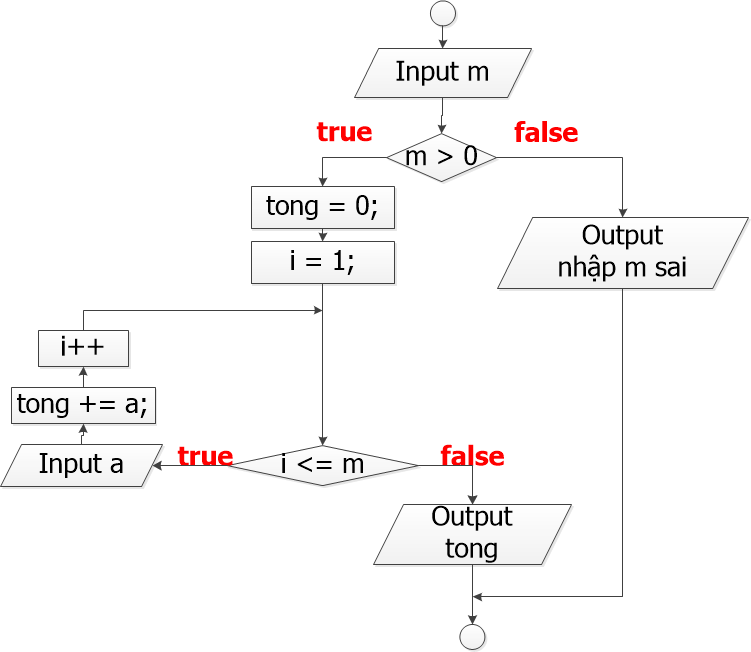 Input m
true
false
m > 0
tong = 0;
Output
nhập m sai
i = 1;
i++
tong += a;
Input a
true
i <= m
false
Output
tong